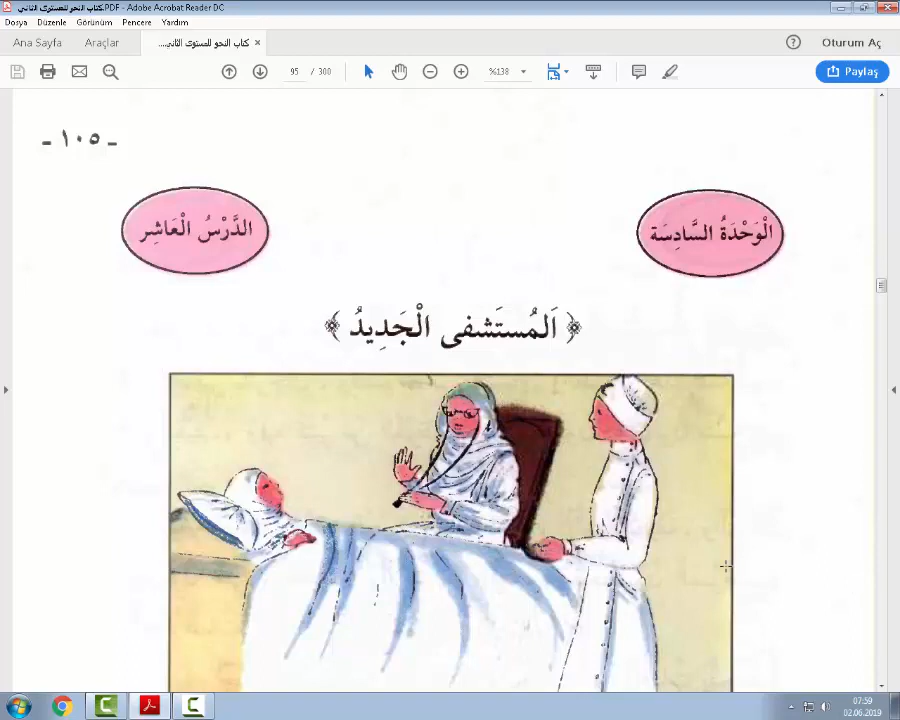 كتاب النحو للمستوى الثاني.PDF - Adobe Acrobat Reader DC
Dosya Düzenle Görünüm Pencere Yardım
Ana Sayfa Araçlar كتاب النحو للمستوى الثاني.... × Oturum Aç
95 / 300 %138 Paylaş
- ١٠٥ -
الْوَحْدَةُ السَّادِسَة
الدَّرْسُ الْعَاشِر
﴿ اَلمُستَشفى الْجَدِيدُ ﴾
07:59
02.06.2019